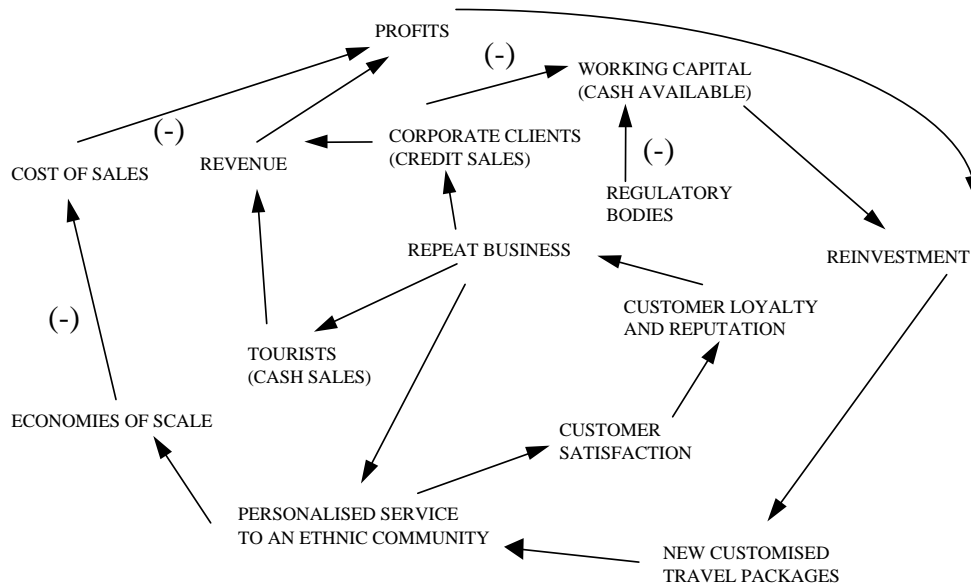 PROFITS
(-)
WORKING CAPITAL
(CASH AVAILABLE)
(-)
CORPORATE CLIENTS
(CREDIT SALES)
REVENUE
COST OF SALES
(-)
REGULATORY
BODIES
REPEAT BUSINESS
REINVESTMENT
CUSTOMER LOYALTY
AND REPUTATION
(-)
TOURISTS
(CASH SALES)
ECONOMIES OF SCALE
CUSTOMER
SATISFACTION
PERSONALISED SERVICE
TO AN ETHNIC COMMUNITY
NEW CUSTOMISED
TRAVEL PACKAGES